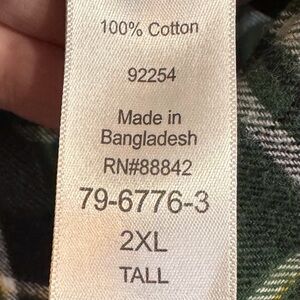 100% Cotton
92254
Made in
Bangladesh
RN#88842
79-6776-3
2XL
TALL